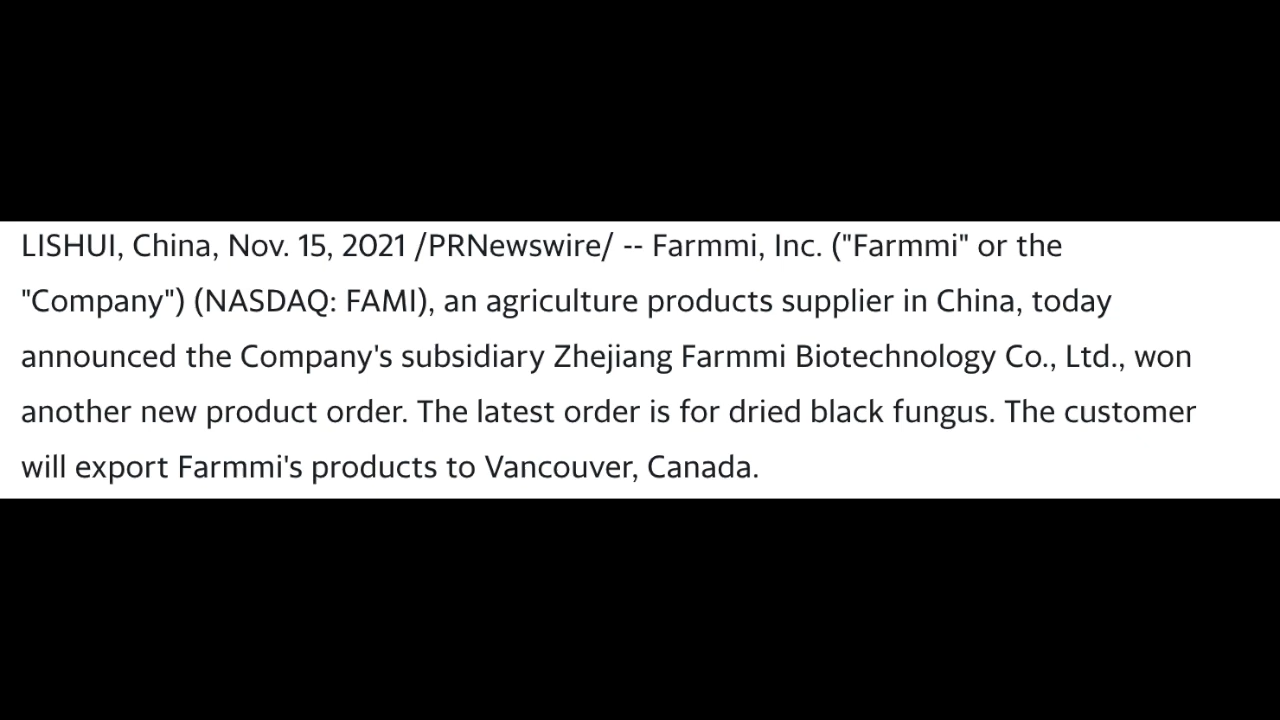 LISHUI, China, Nov. 15, 2021 /PRNewswire/ -- Farmmi, Inc. ("Farmmi" or the
"Company") (NASDAQ: FAMI), an agriculture products supplier in China, today
announced the Company's subsidiary Zhejiang Farmmi Biotechnology Co., Ltd., won
another new product order. The latest order is for dried black fungus. The customer
will export Farmmi's products to Vancouver, Canada.